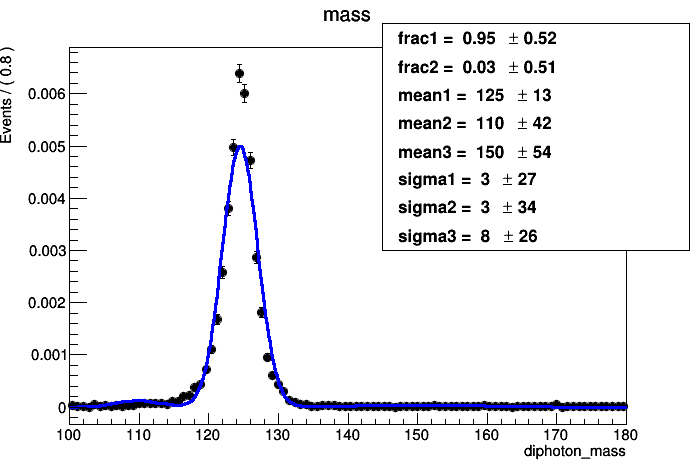 mass
frac1 = 0.95 ± 0.52
frac2 = 0.03 ± 0.51
mean1 = 125 ± 13
mean2 = 110 ± 42
mean3 = 150 ± 54
sigma1 = 3 ± 27
sigma2 = 3 ± 34
sigma3 = 8 ± 26
Events / ( 0.8 )
0.006
0.005
0.004
0.003
0.002
0.001
0
100 110 120 130 140 150 160 170 180
diphoton_mass